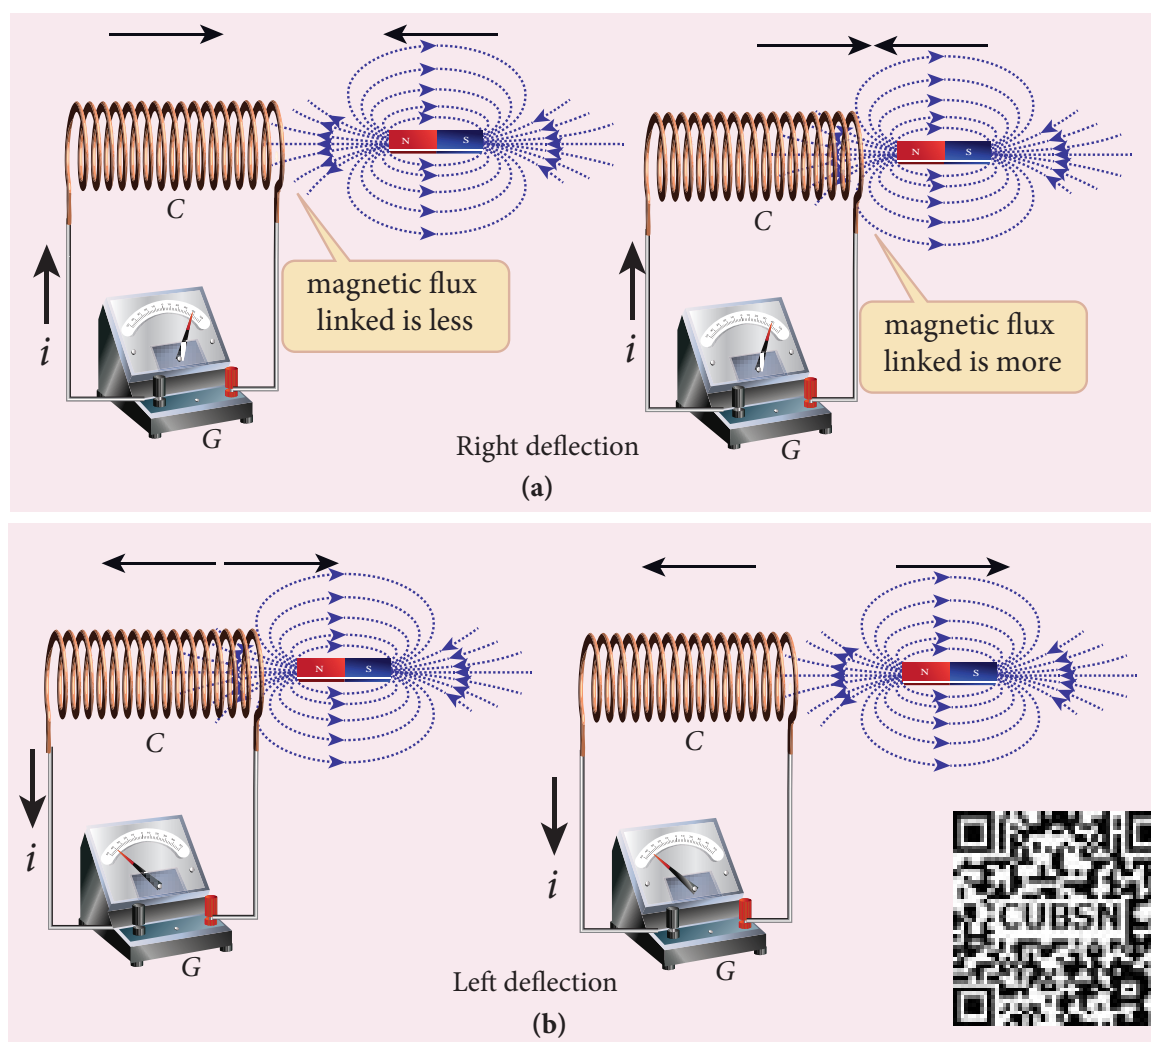 N S
N S
C
C
magnetic flux
linked is less
magnetic flux
linked is more
i
i
G
G
Right deflection
(a)
N S
N S
C
C
i
i
CUBSN
G
G
Left deflection
(b)